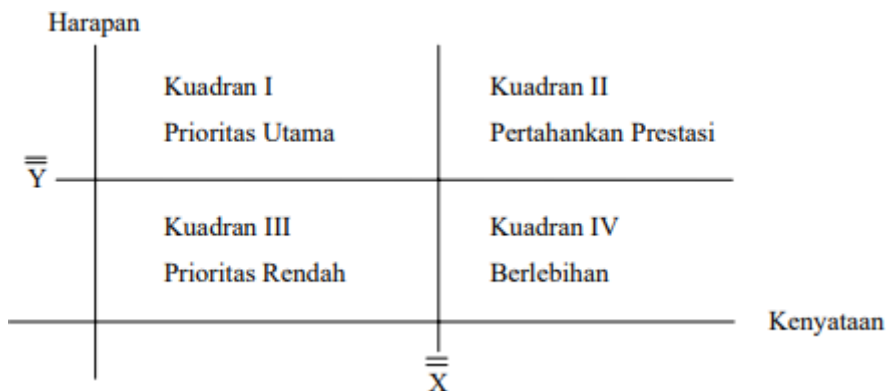 Harapan
Kuadran I
Prioritas Utama
Kuadran II
Pertahankan Prestasi
Y
Kuadran III
Prioritas Rendah
Kuadran IV
Berlebihan
Kenyataan
X